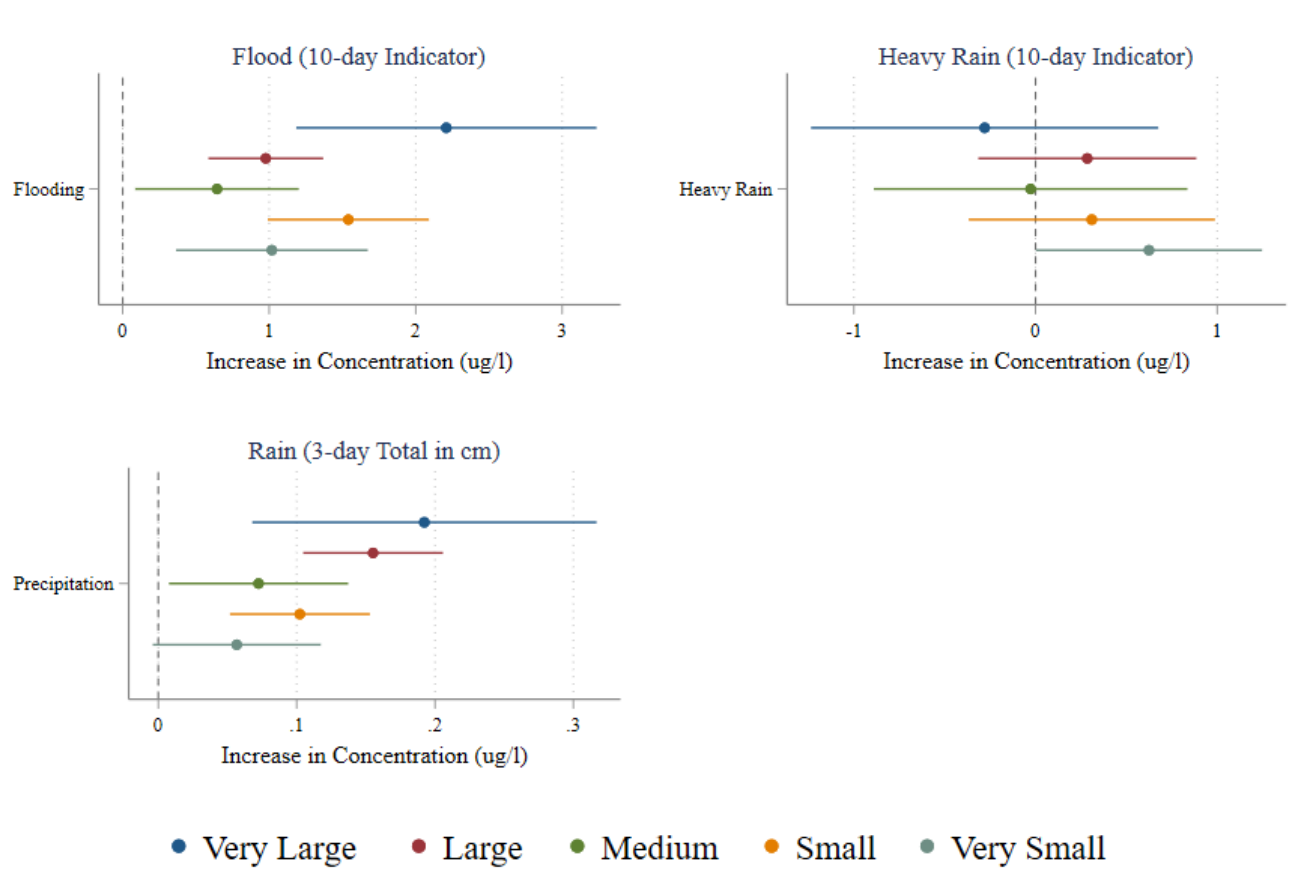 Flood (10-day Indicator)
Flooding
0 1 2 3
Increase in Concentration (ug/l)
Heavy Rain (10-day Indicator)
Heavy Rain
-1 0 1
Increase in Concentration (ug/l)
Rain (3-day Total in cm)
Precipitation
0 .1 .2 .3
Increase in Concentration (ug/l)
Very Large Large Medium Small Very Small